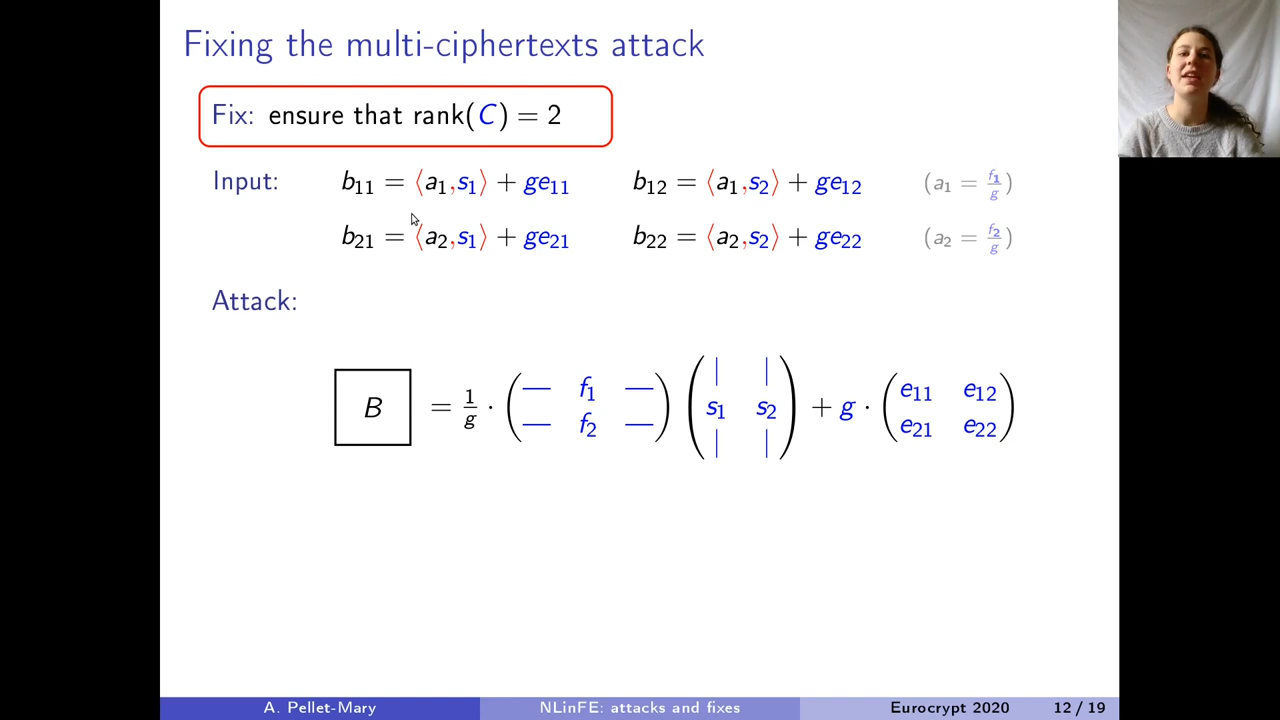 Fixing the multi-ciphertexts attack
Fix: ensure that rank(C) = 2
Input: b₁₁ = ⟨a₁,s₁⟩ + ge₁₁ b₁₂ = ⟨a₁,s₂⟩ + ge₁₂ (a₁ = f₁/g)
b₂₁ = ⟨a₂,s₁⟩ + ge₂₁ b₂₂ = ⟨a₂,s₂⟩ + ge₂₂ (a₂ = f₂/g)
Attack:
B = 1/g · (— f₁ — — f₂ —) (| | s₁ s₂ | |) + g · (e₁₁ e₁₂ e₂₁ e₂₂)
A. Pellet-Mary NLinFE: attacks and fixes Eurocrypt 2020 12 / 19